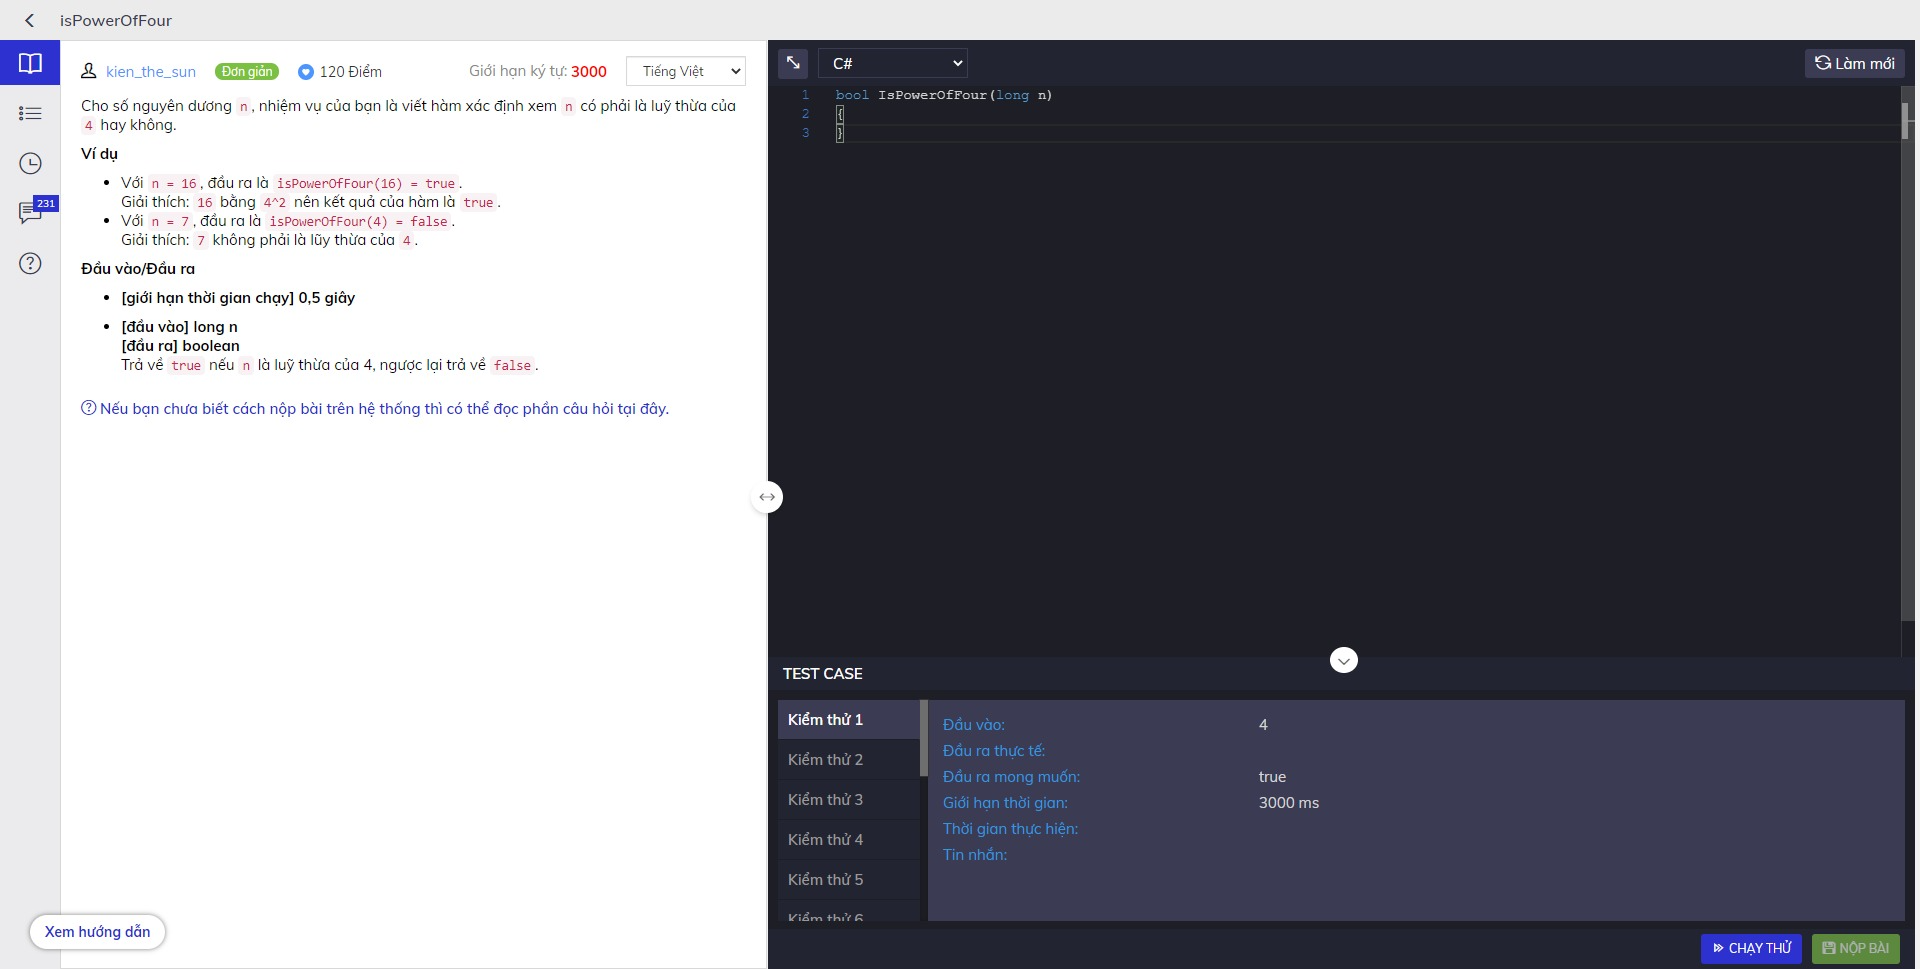 isPowerOfFour
kien_the_sun Đơn giản 120 Điểm Giới hạn ký tự: 3000 Tiếng Việt
Cho số nguyên dương n, nhiệm vụ của bạn là viết hàm xác định xem n có phải là luỹ thừa của
4 hay không.
Ví dụ
Với n = 16, đầu ra là isPowerOfFour(16) = true.
Giải thích: 16 bằng 4^2 nên kết quả của hàm là true.
Với n = 7, đầu ra là isPowerOfFour(4) = false.
Giải thích: 7 không phải là lũy thừa của 4.
Đầu vào/Đầu ra
[giới hạn thời gian chạy] 0,5 giây
[đầu vào] long n
[đầu ra] boolean
Trả về true nếu n là luỹ thừa của 4, ngược lại trả về false.
Nếu bạn chưa biết cách nộp bài trên hệ thống thì có thể đọc phần câu hỏi tại đây.
231
Xem hướng dẫn
C# Làm mới
1 bool IsPowerOfFour(long n)
2 {
3 }
TEST CASE
Kiểm thử 1
Kiểm thử 2
Kiểm thử 3
Kiểm thử 4
Kiểm thử 5
Kiểm thử 6
Đầu vào: 4
Đầu ra thực tế:
Đầu ra mong muốn: true
Giới hạn thời gian: 3000 ms
Thời gian thực hiện:
Tin nhắn:
CHẠY THỬ NỘP BÀI